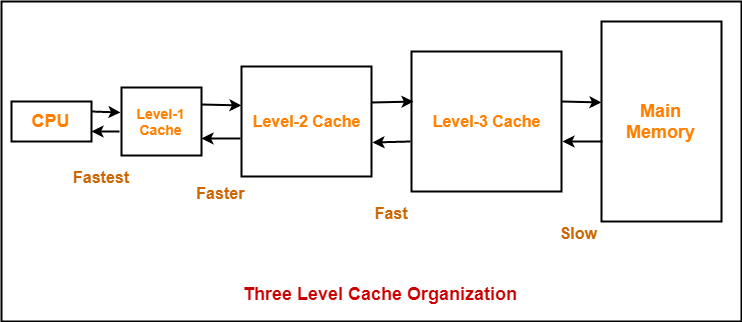 CPU
Level-1
Cache
Level-2 Cache
Level-3 Cache
Main
Memory
Fastest
Faster
Fast
Slow
Three Level Cache Organization